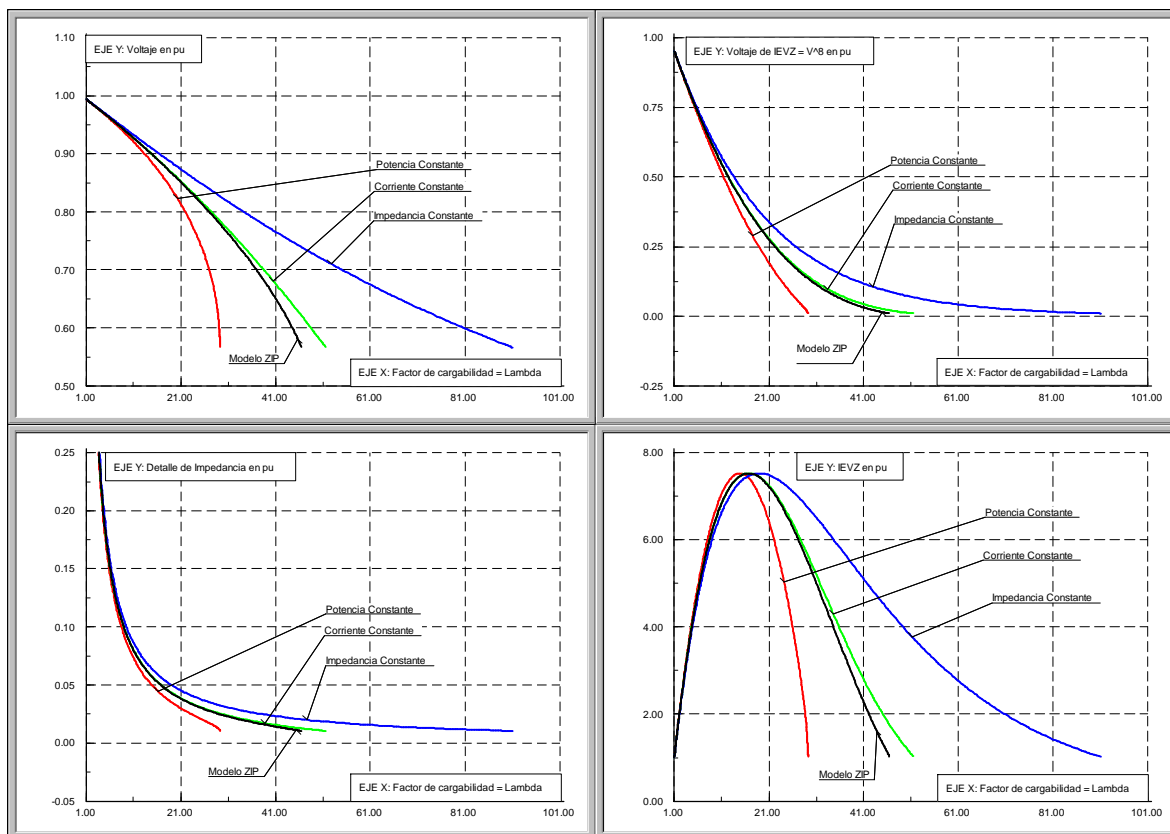 1.10
EJE Y: Voltaje en pu
1.00
0.90
Potencia Constante
Corriente Constante
0.80
Impedancia Constante
0.70
0.60
Modelo ZIP
EJE X: Factor de cargabilidad = Lambda
0.50
1.00 21.00 41.00 61.00 81.00 101.00
1.00
EJE Y: Voltaje de IEVZ = V^8 en pu
0.75
Potencia Constante
0.50
Corriente Constante
Impedancia Constante
0.25
0.00
Modelo ZIP
EJE X: Factor de cargabilidad = Lambda
-0.25
1.00 21.00 41.00 61.00 81.00 101.00
0.25
EJE Y: Detalle de Impedancia en pu
0.20
0.15
Potencia Constante
0.10
Corriente Constante
Impedancia Constante
0.05
0.00
Modelo ZIP
EJE X: Factor de cargabilidad = Lambda
-0.05
1.00 21.00 41.00 61.00 81.00 101.00
8.00
EJE Y: IEVZ en pu
Potencia Constante
6.00
Corriente Constante
Impedancia Constante
4.00
2.00
Modelo ZIP
EJE X: Factor de cargabilidad = Lambda
0.00
1.00 21.00 41.00 61.00 81.00 101.00